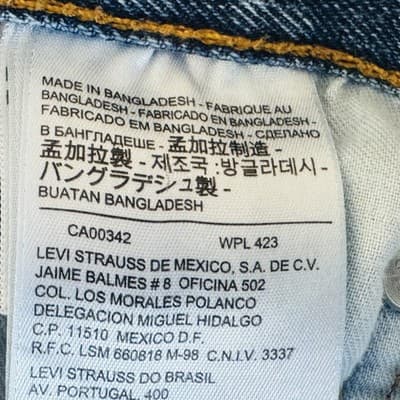 MADE IN BANGLADESH - FABRIQUE AU
BANGLADESH - FABRICADO EN BANGLADESH -
FABRICADO EM BANGLADESH - СДЕЛАНО
В БАНГЛАДЕШЕ - 孟加拉制造 -
孟加拉製 - 제조국 :방글라데시 -
バングラデシュ製 -
BUATAN BANGLADESH
CA00342 WPL 423
LEVI STRAUSS DE MEXICO, S.A. DE C.V.
JAIME BALMES # 8 OFICINA 502
COL. LOS MORALES POLANCO
DELEGACION MIGUEL HIDALGO
C.P. 11510 MEXICO D.F.
R.F.C. LSM 660818 M-98 C.N.I.V. 3337
LEVI STRAUSS DO BRASIL
AV. PORTUGAL, 400